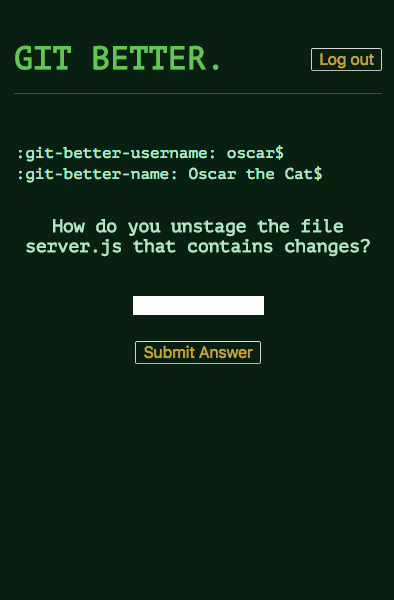 GIT BETTER.
Log out
:git-better-username: oscar$
:git-better-name: Oscar the Cat$
How do you unstage the file
server.js that contains changes?
Submit Answer